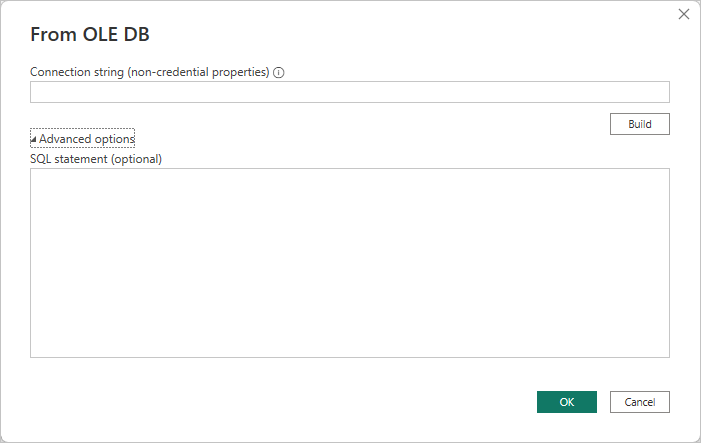 From OLE DB
Connection string (non-credential properties)
Build
Advanced options
SQL statement (optional)
OK
Cancel